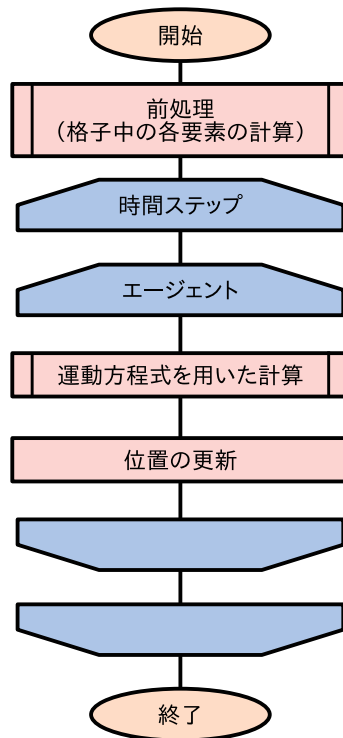 開始
前処理
（格子中の各要素の計算）
時間ステップ
エージェント
運動方程式を用いた計算
位置の更新
終了